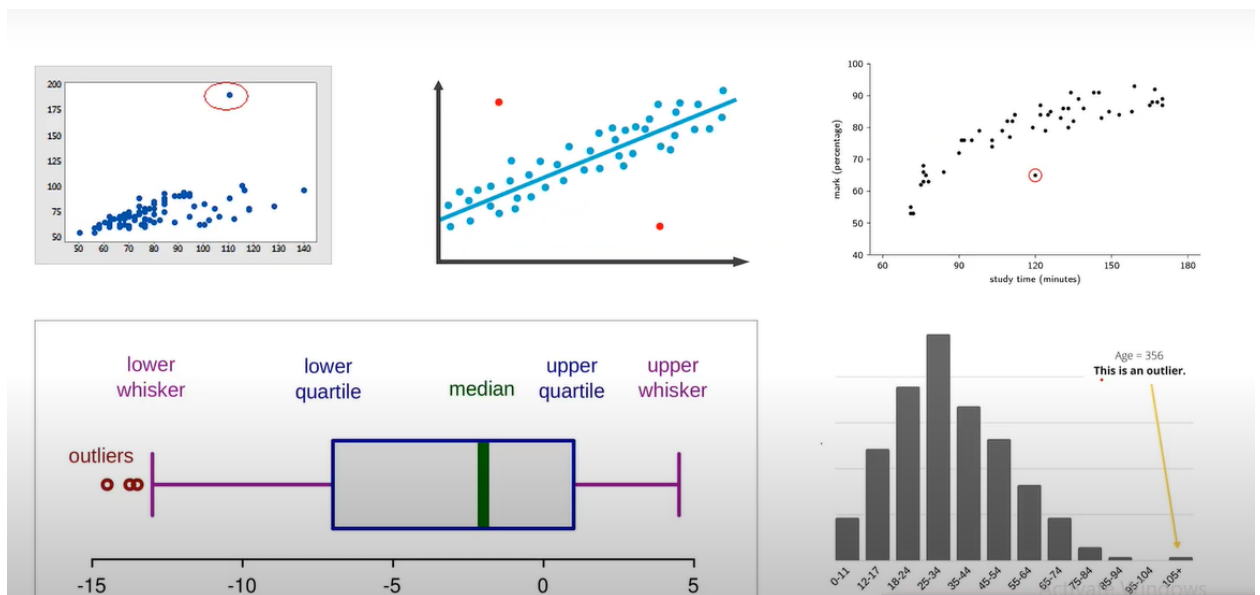 200
175
150
125
100
75
50
50 60 70 80 90 100 110 120 130 140
100
90
80
70
60
50
40
mark (percentage)
60 90 120 150 180
study time (minutes)
lower
whisker
lower
quartile
median
upper
quartile
upper
whisker
outliers
-15 -10 -5 0 5
Age = 356
This is an outlier.
0-11 12-17 18-24 25-34 35-44 45-54 55-64 65-74 75-84 85-94 95-104 105+
Activate Windows